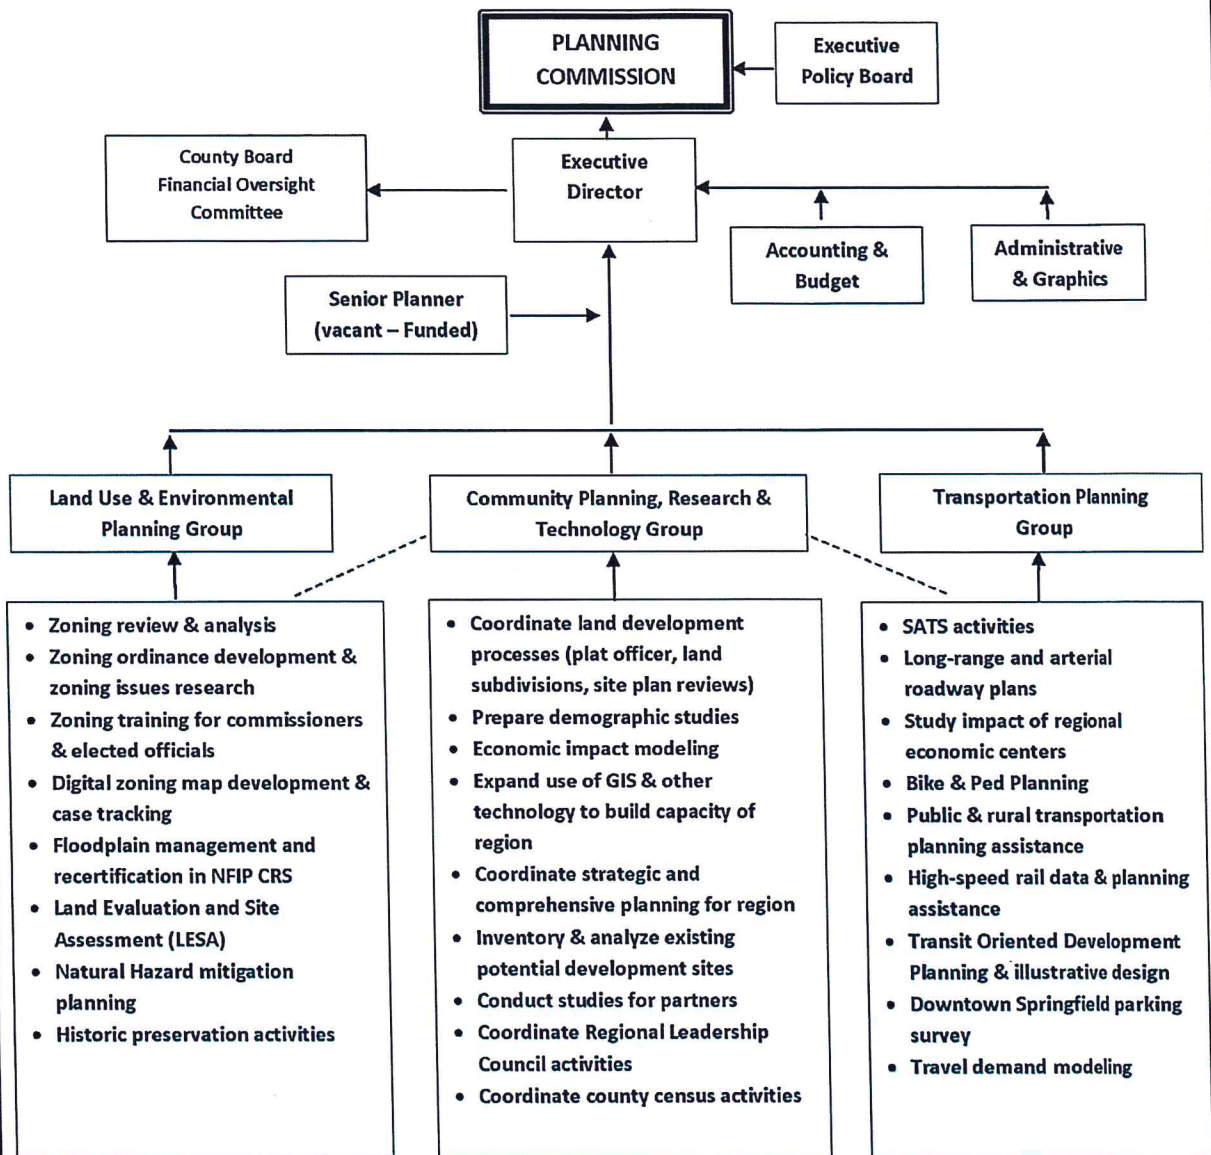 PLANNING
COMMISSION
Executive
Policy Board
County Board
Financial Oversight
Committee
Executive
Director
Accounting &
Budget
Administrative
& Graphics
Senior Planner
(vacant – Funded)
Land Use & Environmental
Planning Group
Community Planning, Research &
Technology Group
Transportation Planning
Group
• Zoning review & analysis
• Zoning ordinance development &
zoning issues research
• Zoning training for commissioners
& elected officials
• Digital zoning map development &
case tracking
• Floodplain management and
recertification in NFIP CRS
• Land Evaluation and Site
Assessment (LESA)
• Natural Hazard mitigation
planning
• Historic preservation activities
• Coordinate land development
processes (plat officer, land
subdivisions, site plan reviews)
• Prepare demographic studies
• Economic impact modeling
• Expand use of GIS & other
technology to build capacity of
region
• Coordinate strategic and
comprehensive planning for region
• Inventory & analyze existing
potential development sites
• Conduct studies for partners
• Coordinate Regional Leadership
Council activities
• Coordinate county census activities
• SATS activities
• Long-range and arterial
roadway plans
• Study impact of regional
economic centers
• Bike & Ped Planning
• Public & rural transportation
planning assistance
• High-speed rail data & planning
assistance
• Transit Oriented Development
Planning & illustrative design
• Downtown Springfield parking
survey
• Travel demand modeling